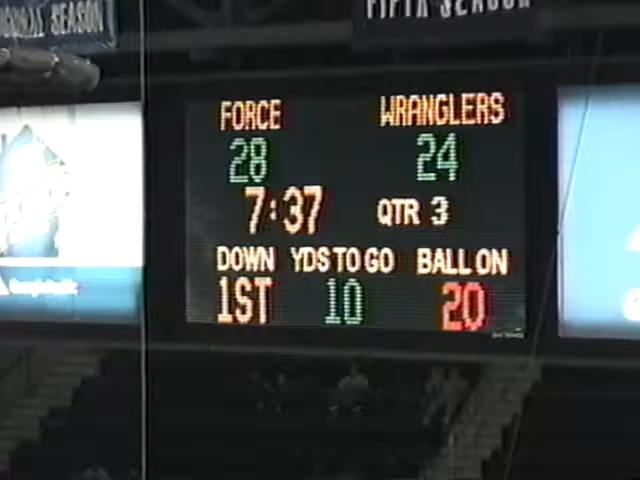 SEASON
FIFTH SEASON
FORCE WRANGLERS
28 24
7:37 QTR 3
DOWN YDS TO GO BALL ON
1ST 10 20